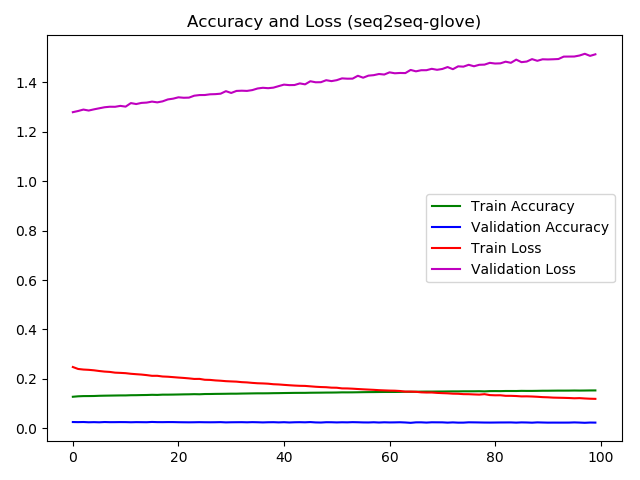 Accuracy and Loss (seq2seq-glove)
1.4
1.2
1.0
0.8
0.6
0.4
0.2
0.0
Train Accuracy
Validation Accuracy
Train Loss
Validation Loss
0 20 40 60 80 100